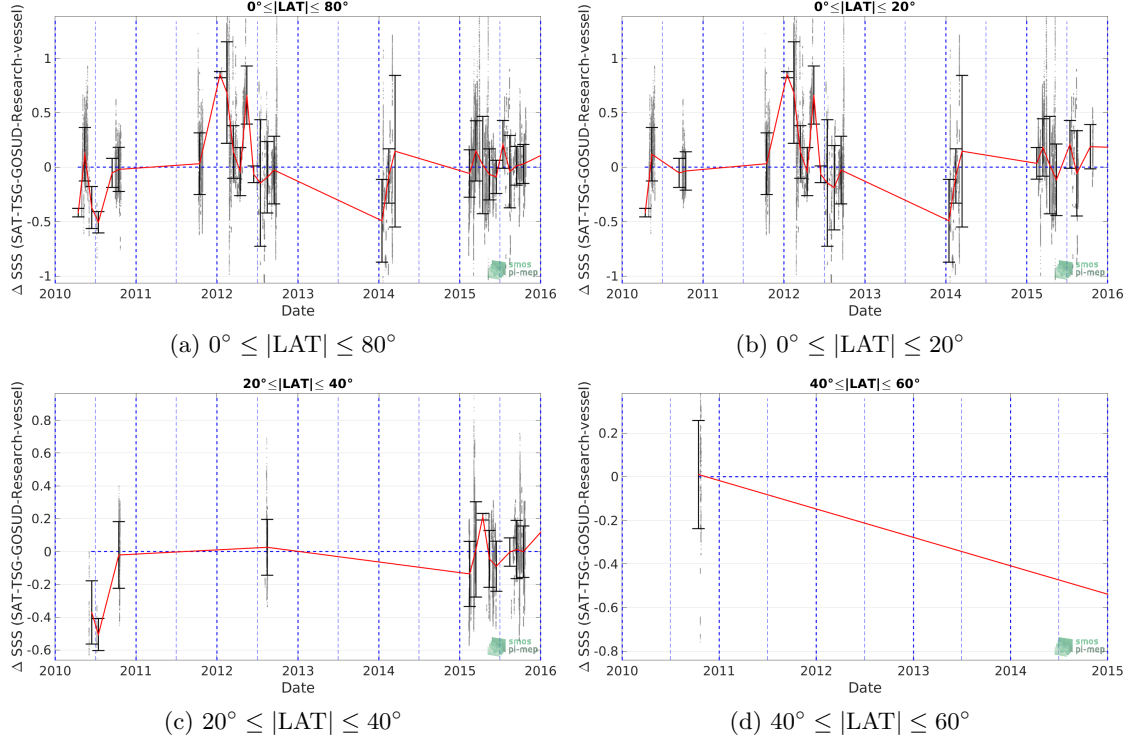 0°≤|LAT|≤ 80°
Δ SSS (SAT-TSG-GOSUD-Research-vessel)
1
0.5
0
-0.5
-1
2010 2011 2012 2013 2014 2015 2016
Date
smos
pi-mep
(a) 0° ≤ |LAT| ≤ 80°
0°≤|LAT|≤ 20°
Δ SSS (SAT-TSG-GOSUD-Research-vessel)
1
0.5
0
-0.5
-1
2010 2011 2012 2013 2014 2015 2016
Date
smos
pi-mep
(b) 0° ≤ |LAT| ≤ 20°
20°≤|LAT|≤ 40°
Δ SSS (SAT-TSG-GOSUD-Research-vessel)
0.8
0.6
0.4
0.2
0
-0.2
-0.4
-0.6
2010 2011 2012 2013 2014 2015 2016
Date
smos
pi-mep
(c) 20° ≤ |LAT| ≤ 40°
40°≤|LAT|≤ 60°
Δ SSS (SAT-TSG-GOSUD-Research-vessel)
0.2
0
-0.2
-0.4
-0.6
-0.8
2010 2011 2012 2013 2014 2015
Date
smos
pi-mep
(d) 40° ≤ |LAT| ≤ 60°